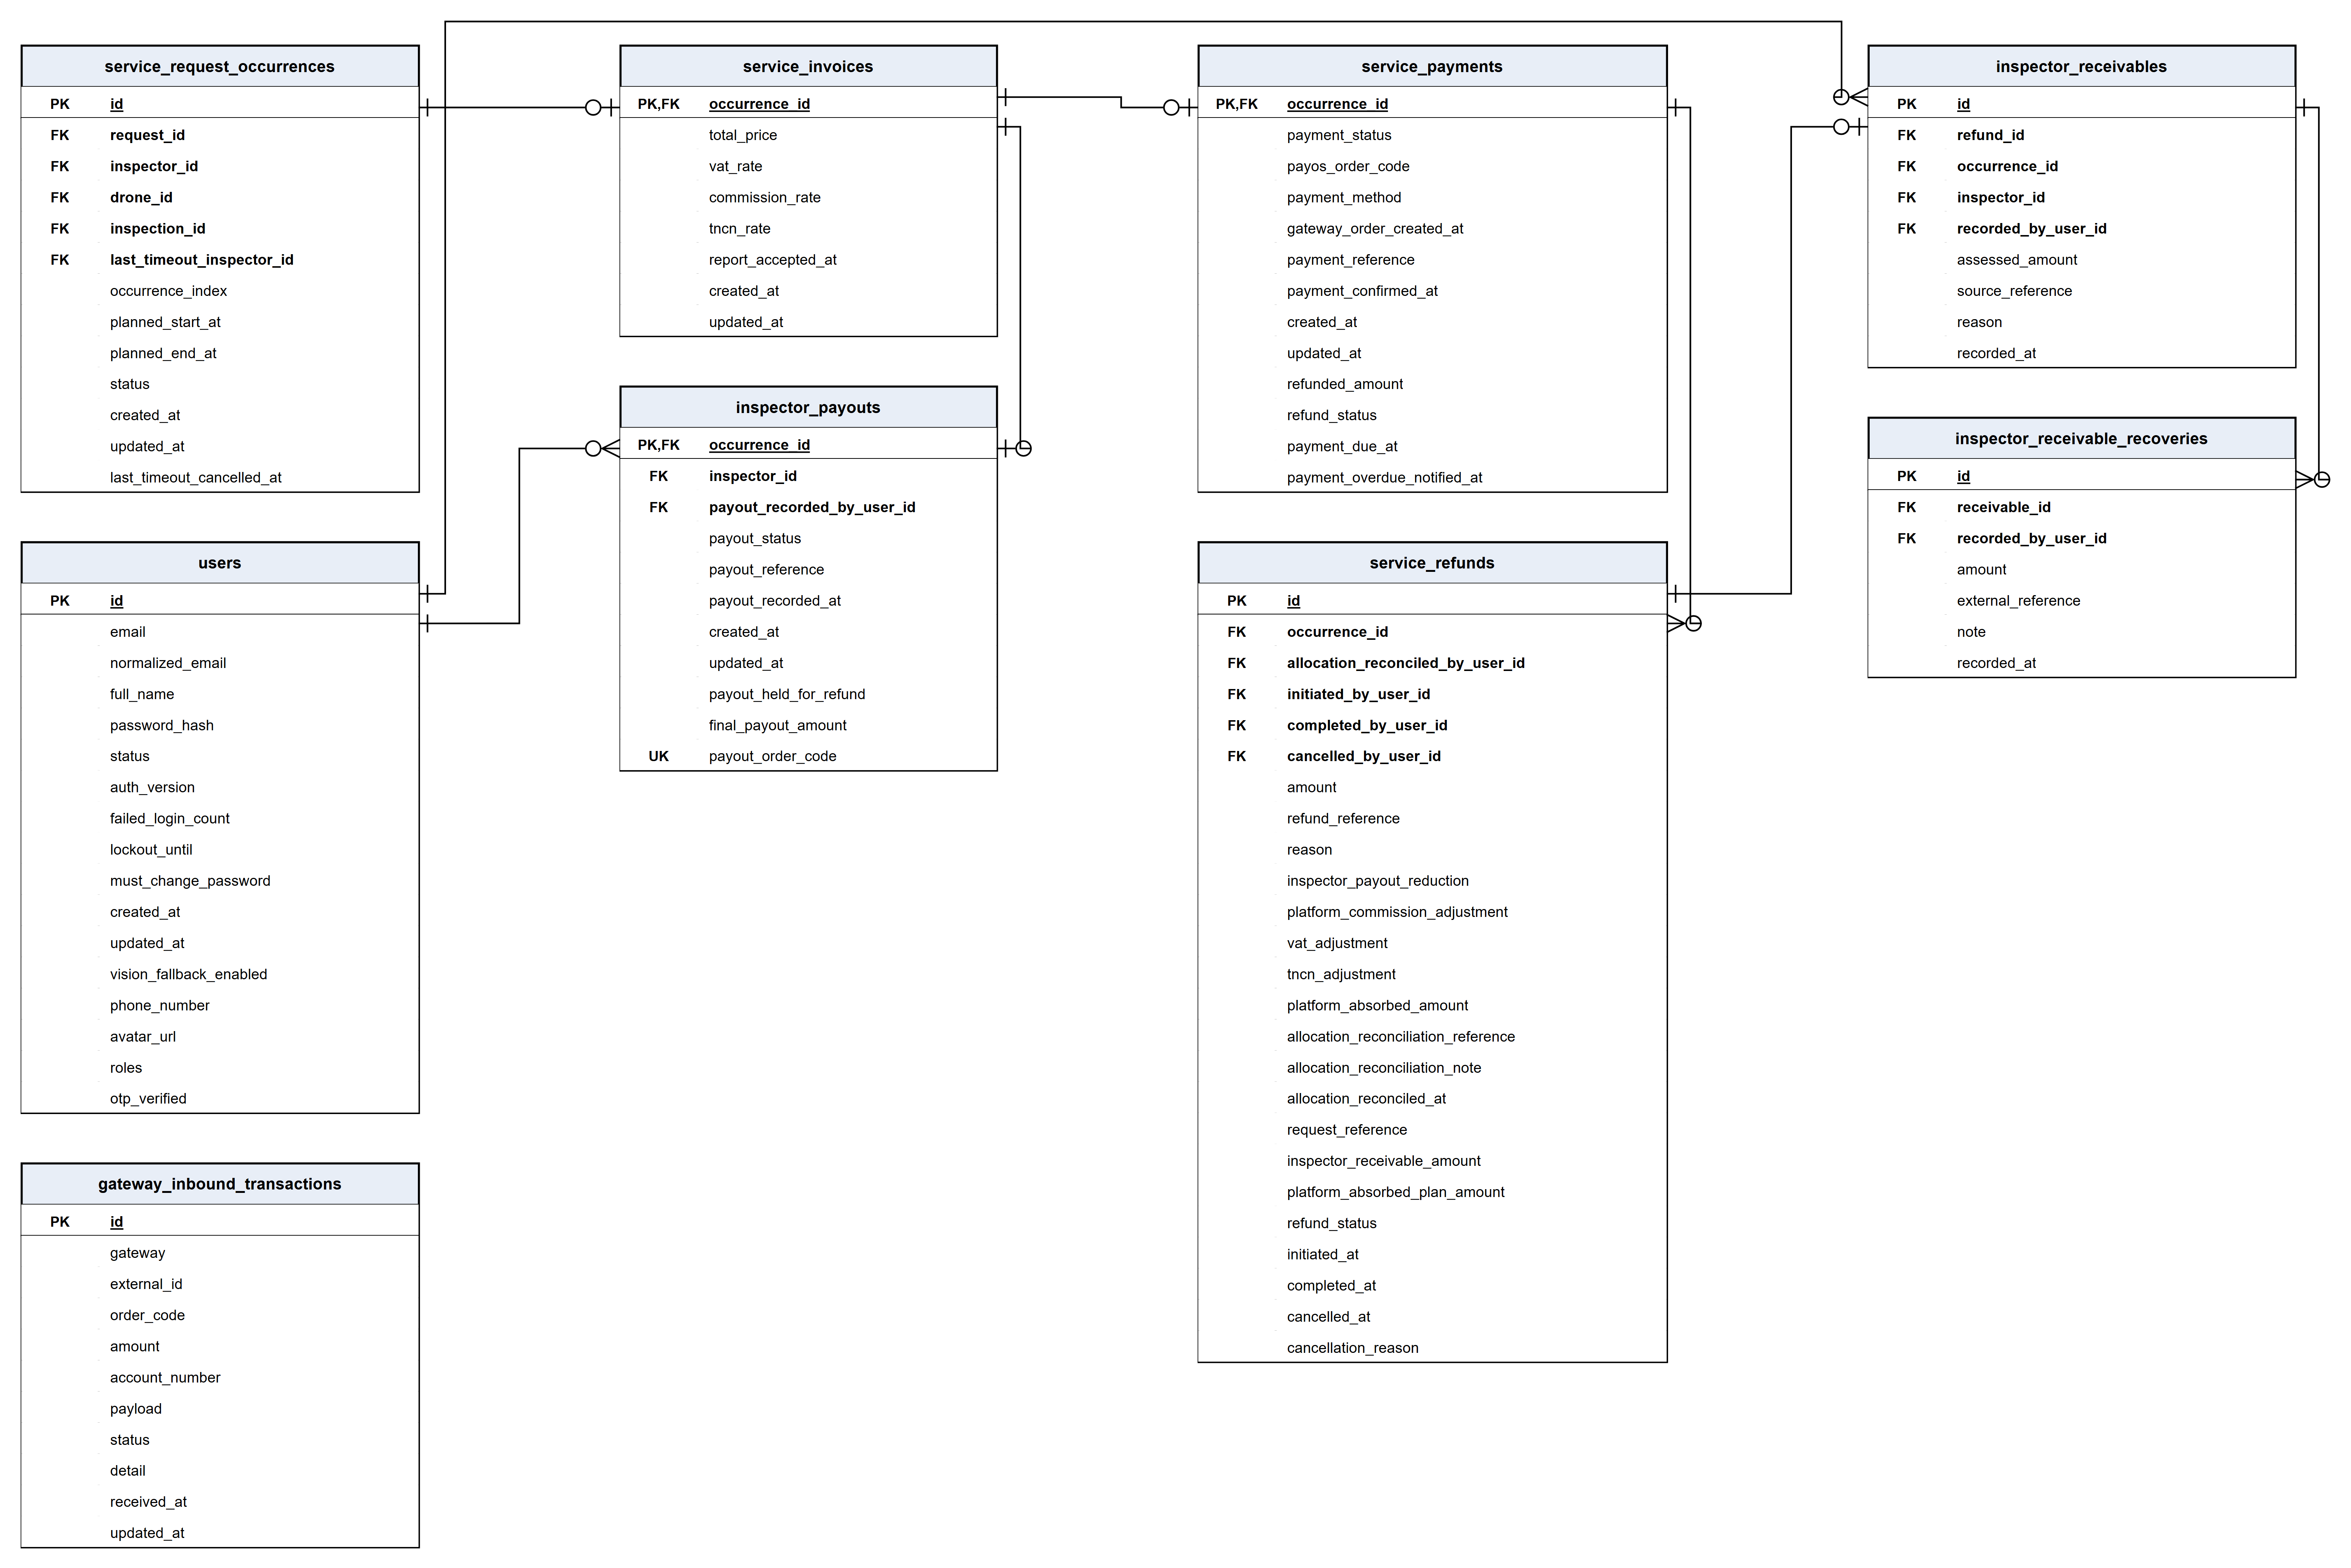 service_request_occurrences
PK id
FK request_id
FK inspector_id
FK drone_id
FK inspection_id
FK last_timeout_inspector_id
occurrence_index
planned_start_at
planned_end_at
status
created_at
updated_at
last_timeout_cancelled_at
users
PK id
email
normalized_email
full_name
password_hash
status
auth_version
failed_login_count
lockout_until
must_change_password
created_at
updated_at
vision_fallback_enabled
phone_number
avatar_url
roles
otp_verified
gateway_inbound_transactions
PK id
gateway
external_id
order_code
amount
account_number
payload
status
detail
received_at
updated_at
service_invoices
PK,FK occurrence_id
total_price
vat_rate
commission_rate
tncn_rate
report_accepted_at
created_at
updated_at
inspector_payouts
PK,FK occurrence_id
FK inspector_id
FK payout_recorded_by_user_id
payout_status
payout_reference
payout_recorded_at
created_at
updated_at
payout_held_for_refund
final_payout_amount
UK payout_order_code
service_payments
PK,FK occurrence_id
payment_status
payos_order_code
payment_method
gateway_order_created_at
payment_reference
payment_confirmed_at
created_at
updated_at
refunded_amount
refund_status
payment_due_at
payment_overdue_notified_at
service_refunds
PK id
FK occurrence_id
FK allocation_reconciled_by_user_id
FK initiated_by_user_id
FK completed_by_user_id
FK cancelled_by_user_id
amount
refund_reference
reason
inspector_payout_reduction
platform_commission_adjustment
vat_adjustment
tncn_adjustment
platform_absorbed_amount
allocation_reconciliation_reference
allocation_reconciliation_note
allocation_reconciled_at
request_reference
inspector_receivable_amount
platform_absorbed_plan_amount
refund_status
initiated_at
completed_at
cancelled_at
cancellation_reason
inspector_receivables
PK id
FK refund_id
FK occurrence_id
FK inspector_id
FK recorded_by_user_id
assessed_amount
source_reference
reason
recorded_at
inspector_receivable_recoveries
PK id
FK receivable_id
FK recorded_by_user_id
amount
external_reference
note
recorded_at